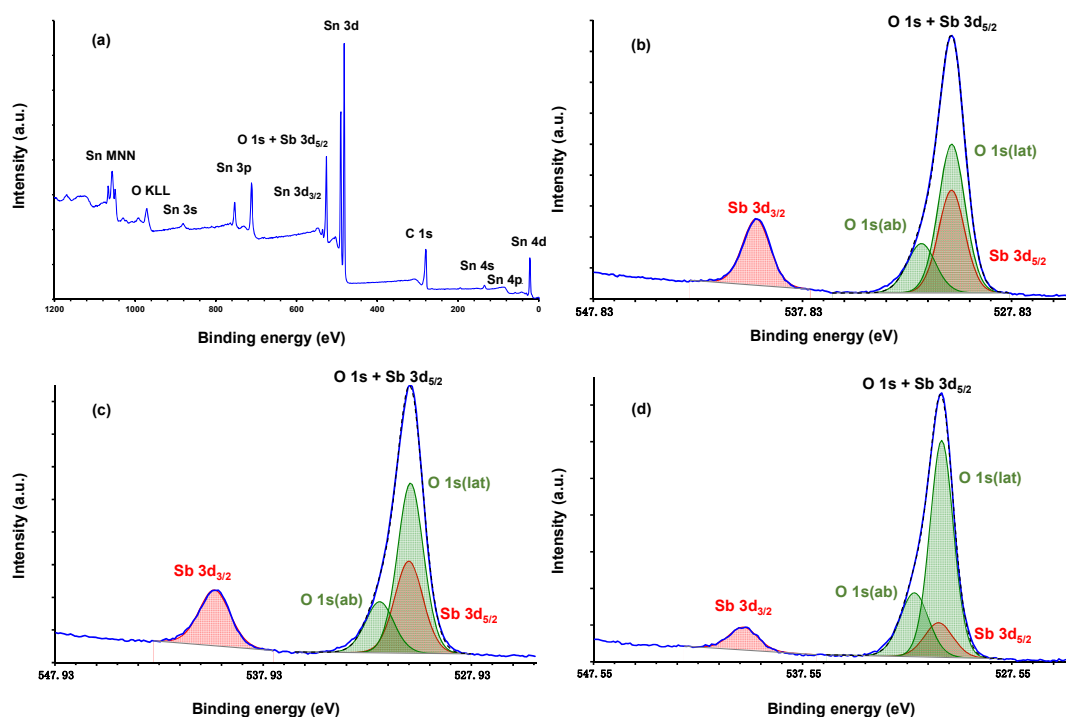 (a)
Sn 3d
O 1s + Sb 3d5/2
Sn MNN
Sn 3p
O KLL
Sn 3d3/2
Sn 3s
C 1s
Sn 4d
Sn 4s
Sn 4p
Intensity (a.u.)
1200 1000 800 600 400 200 0
Binding energy (eV)
(b)
O 1s + Sb 3d5/2
O 1s(lat)
Sb 3d3/2
O 1s(ab)
Sb 3d5/2
Intensity (a.u.)
547.83 537.83 527.83
Binding energy (eV)
(c)
O 1s + Sb 3d5/2
O 1s(lat)
Sb 3d3/2
O 1s(ab)
Sb 3d5/2
Intensity (a.u.)
547.93 537.93 527.93
Binding energy (eV)
(d)
O 1s + Sb 3d5/2
O 1s(lat)
O 1s(ab)
Sb 3d3/2
Sb 3d5/2
Intensity (a.u.)
547.55 537.55 527.55
Binding energy (eV)